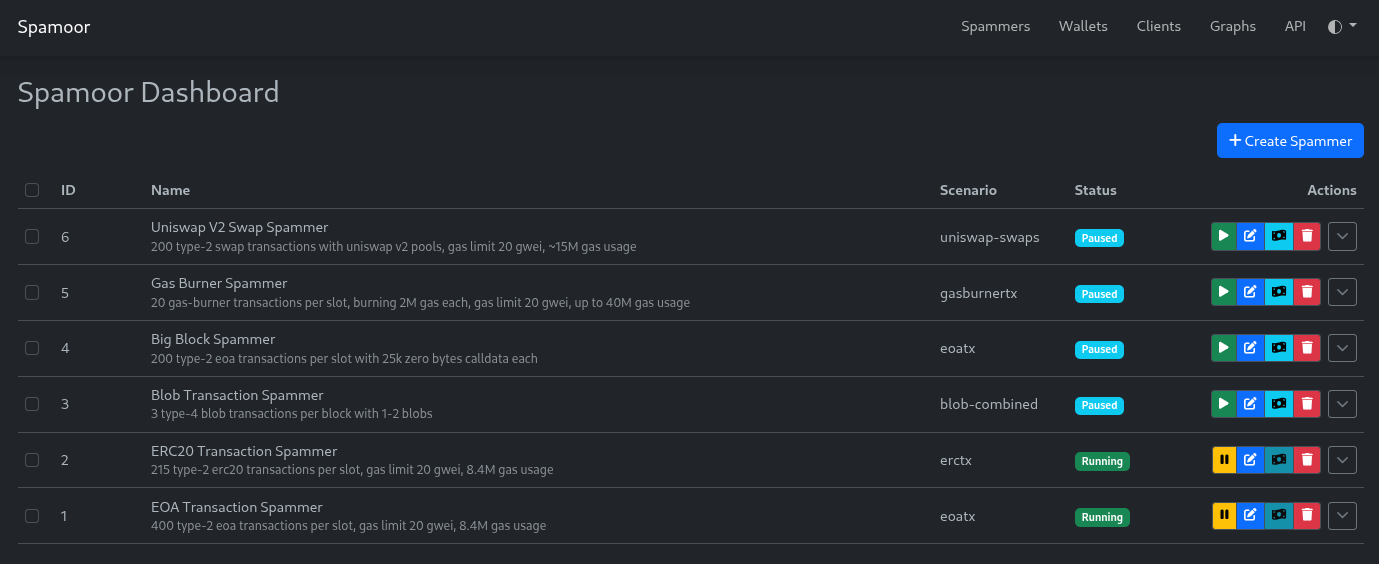 Spamoor
Spammers Wallets Clients Graphs API
Spamoor Dashboard
Create Spammer
ID Name Scenario Status Actions
6 Uniswap V2 Swap Spammer uniswap-swaps Paused
200 type-2 swap transactions with uniswap v2 pools, gas limit 20 gwei, ~15M gas usage
5 Gas Burner Spammer gasburnertx Paused
20 gas-burner transactions per slot, burning 2M gas each, gas limit 20 gwei, up to 40M gas usage
4 Big Block Spammer eoatx Paused
200 type-2 eoa transactions per slot with 25k zero bytes calldata each
3 Blob Transaction Spammer blob-combined Paused
3 type-4 blob transactions per block with 1-2 blobs
2 ERC20 Transaction Spammer erctx Running
215 type-2 erc20 transactions per slot, gas limit 20 gwei, 8.4M gas usage
1 EOA Transaction Spammer eoatx Running
400 type-2 eoa transactions per slot, gas limit 20 gwei, 8.4M gas usage